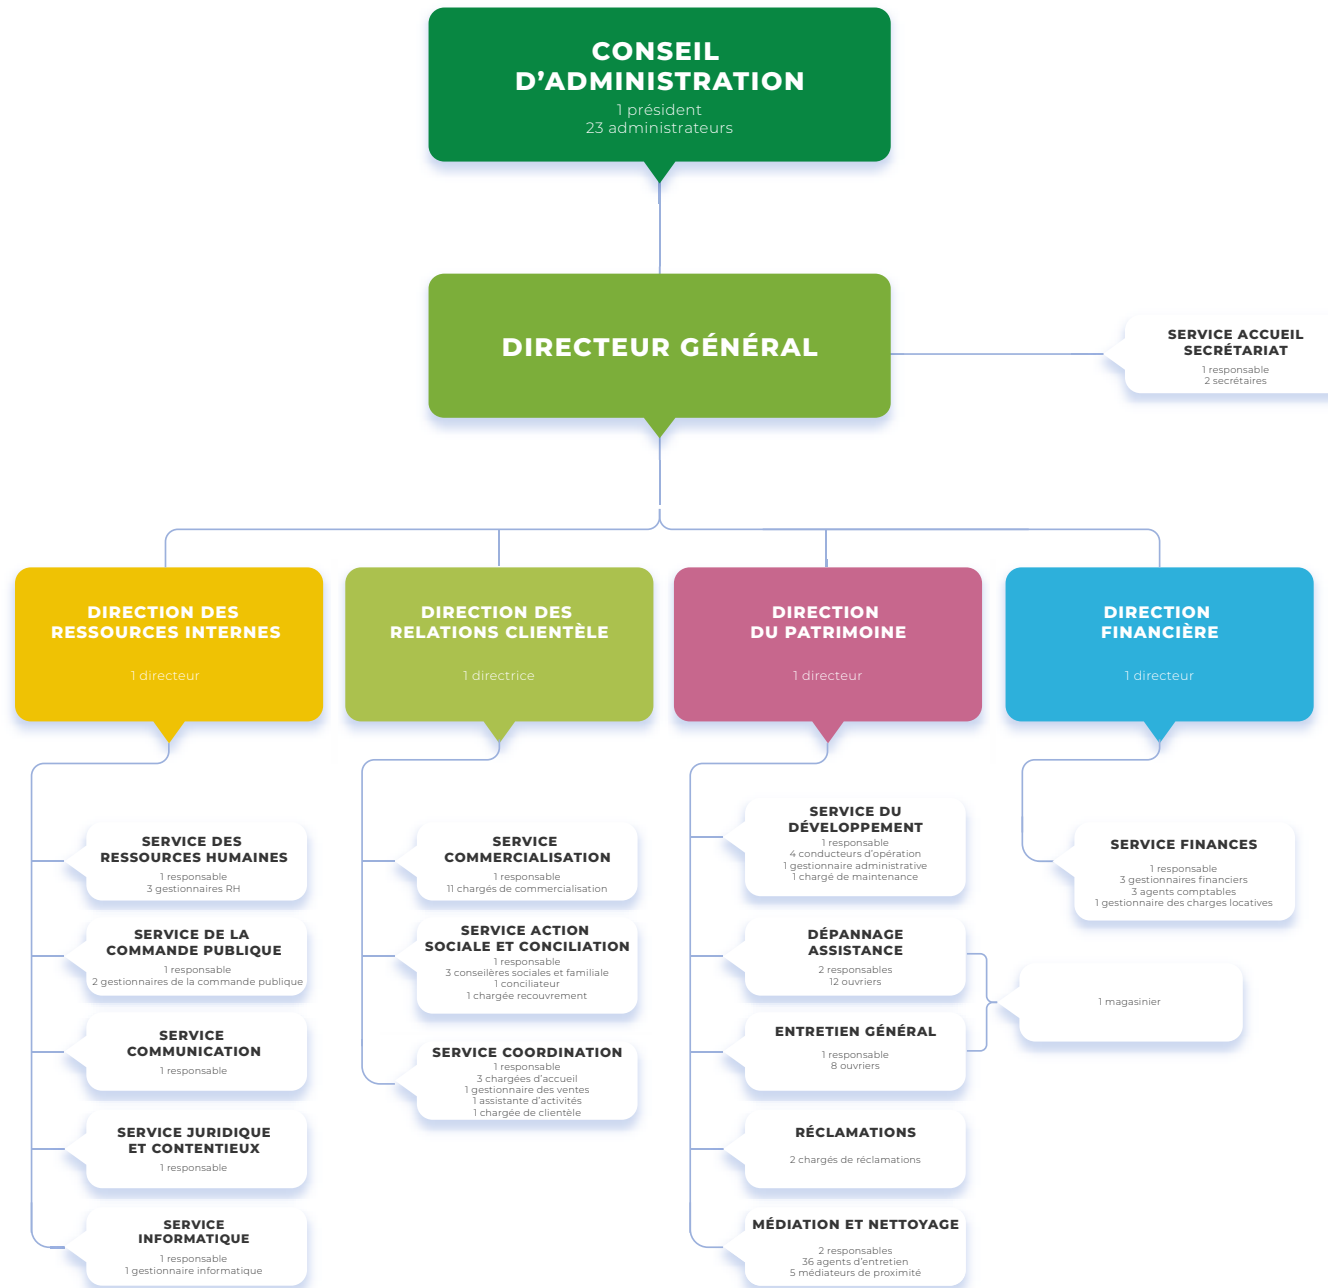 CONSEIL
D'ADMINISTRATION
1 président
23 administrateurs
DIRECTEUR GÉNÉRAL
SERVICE ACCUEIL
SECRÉTARIAT
1 responsable
2 secrétaires
DIRECTION DES
RESSOURCES INTERNES
1 directeur
DIRECTION DES
RELATIONS CLIENTÈLE
1 directrice
DIRECTION
DU PATRIMOINE
1 directeur
DIRECTION
FINANCIÈRE
1 directeur
SERVICE DES
RESSOURCES HUMAINES
1 responsable
3 gestionnaires RH
SERVICE DE LA
COMMANDE PUBLIQUE
1 responsable
2 gestionnaires de la commande publique
SERVICE
COMMUNICATION
1 responsable
SERVICE JURIDIQUE
ET CONTENTIEUX
1 responsable
SERVICE
INFORMATIQUE
1 responsable
1 gestionnaire informatique
SERVICE
COMMERCIALISATION
1 responsable
11 chargés de commercialisation
SERVICE ACTION
SOCIALE ET CONCILIATION
1 responsable
3 conseilères sociales et familiale
1 conciliateur
1 chargée recouvrement
SERVICE COORDINATION
1 responsable
3 chargées d'accueil
1 gestionnaire des ventes
1 assistante d'activités
1 chargée de clientèle
SERVICE DU
DÉVELOPPEMENT
1 responsable
4 conducteurs d'opération
1 gestionnaire administrative
1 chargé de maintenance
DÉPANNAGE
ASSISTANCE
2 responsables
12 ouvriers
ENTRETIEN GÉNÉRAL
1 responsable
8 ouvriers
RÉCLAMATIONS
2 chargés de réclamations
MÉDIATION ET NETTOYAGE
2 responsables
36 agents d'entretien
5 médiateurs de proximité
SERVICE FINANCES
1 responsable
3 gestionnaires financiers
3 agents comptables
1 gestionnaire des charges locatives
1 magasinier